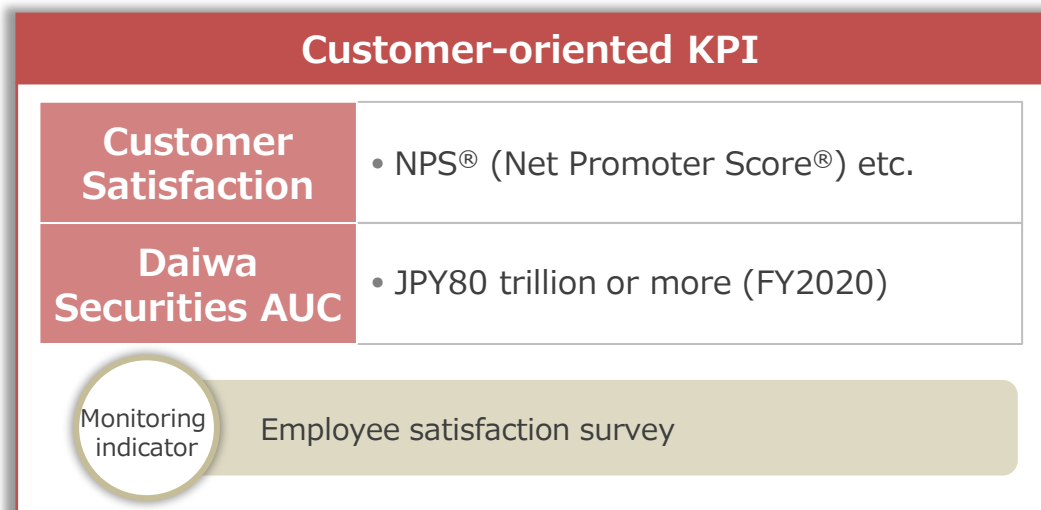 Customer-oriented KPI
Customer
Satisfaction
• NPS® (Net Promoter Score®) etc.
Daiwa
Securities AUC
• JPY80 trillion or more (FY2020)
Monitoring
indicator
Employee satisfaction survey